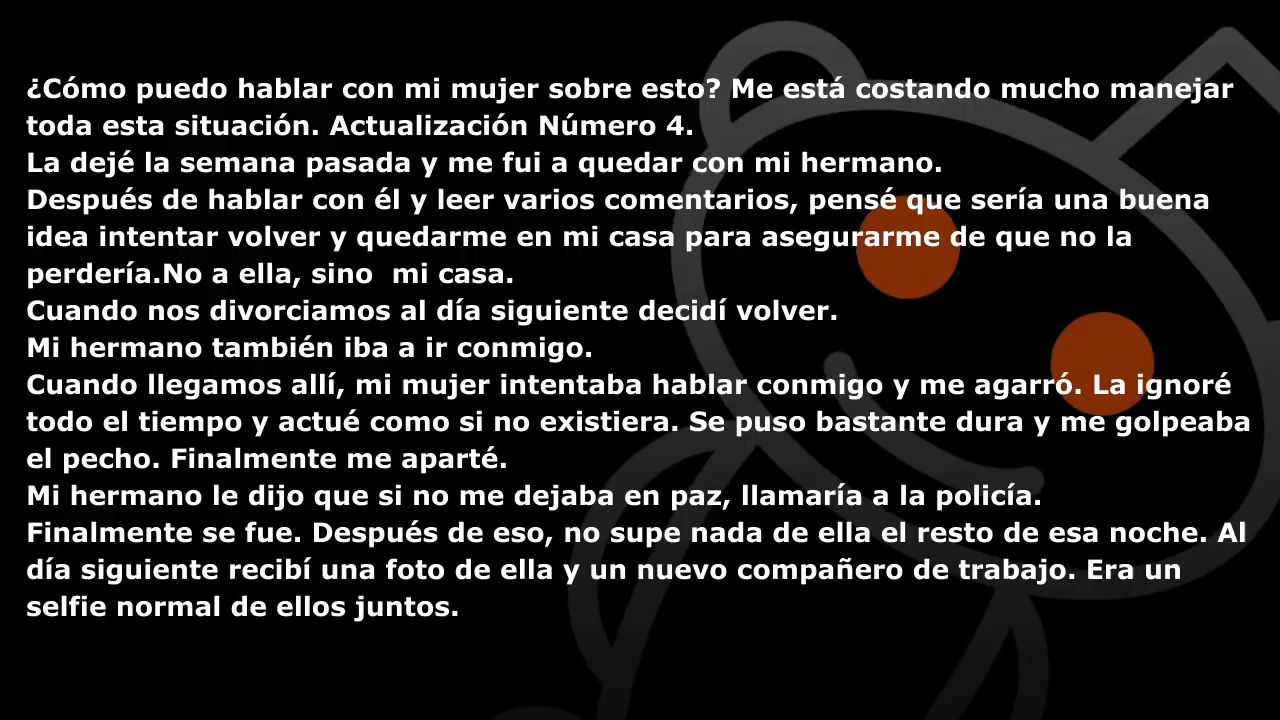 ¿Cómo puedo hablar con mi mujer sobre esto? Me está costando mucho manejar
toda esta situación. Actualización Número 4.
La dejé la semana pasada y me fui a quedar con mi hermano.
Después de hablar con él y leer varios comentarios, pensé que sería una buena
idea intentar volver y quedarme en mi casa para asegurarme de que no la
perdería.No a ella, sino  mi casa.
Cuando nos divorciamos al día siguiente decidí volver.
Mi hermano también iba a ir conmigo.
Cuando llegamos allí, mi mujer intentaba hablar conmigo y me agarró. La ignoré
todo el tiempo y actué como si no existiera. Se puso bastante dura y me golpeaba
el pecho. Finalmente me aparté.
Mi hermano le dijo que si no me dejaba en paz, llamaría a la policía.
Finalmente se fue. Después de eso, no supe nada de ella el resto de esa noche. Al
día siguiente recibí una foto de ella y un nuevo compañero de trabajo. Era un
selfie normal de ellos juntos.